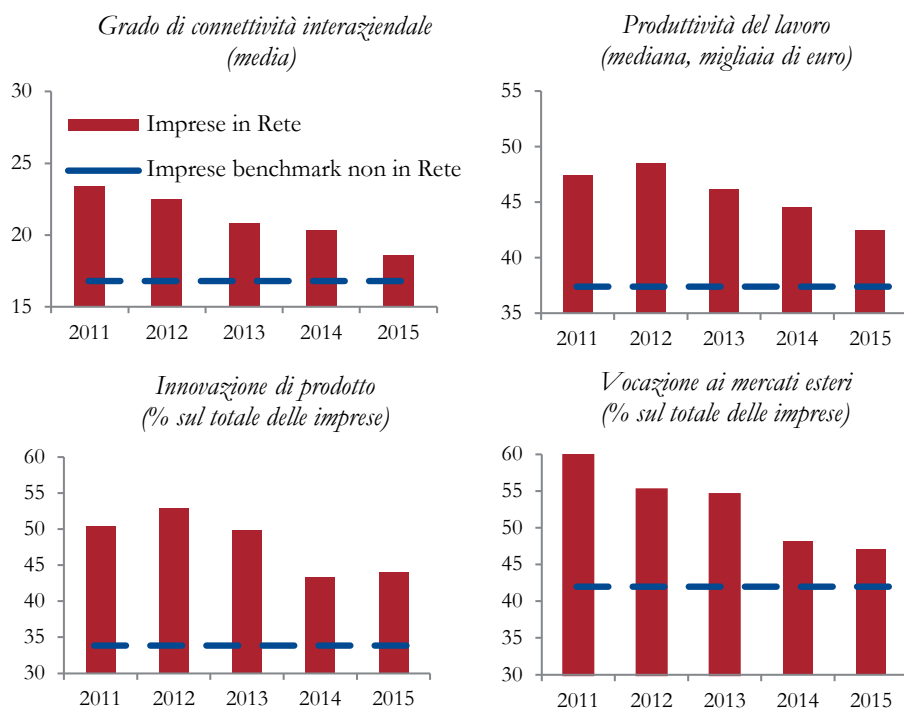 Grado di connettività interaziendale
(media)
30
25
20
15
Imprese in Rete
Imprese benchmark non in Rete
2011 2012 2013 2014 2015
Produttività del lavoro
(mediana, migliaia di euro)
55
50
45
40
35
2011 2012 2013 2014 2015
Innovazione di prodotto
(% sul totale delle imprese)
60
55
50
45
40
35
30
2011 2012 2013 2014 2015
Vocazione ai mercati esteri
(% sul totale delle imprese)
60
55
50
45
40
35
30
2011 2012 2013 2014 2015